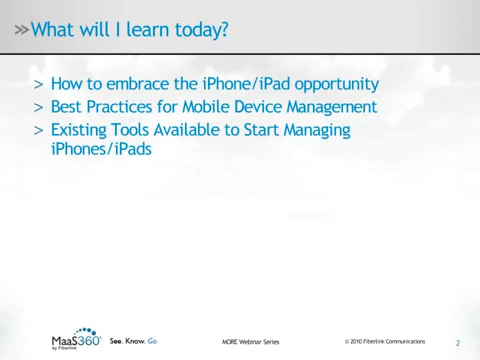 »What will I learn today?
> How to embrace the iPhone/iPad opportunity
> Best Practices for Mobile Device Management
> Existing Tools Available to Start Managing
iPhones/iPads
MaaS360
by Fiberlink
See. Know. Go.
MORE Webinar Series
© 2010 Fiberlink Communications
2